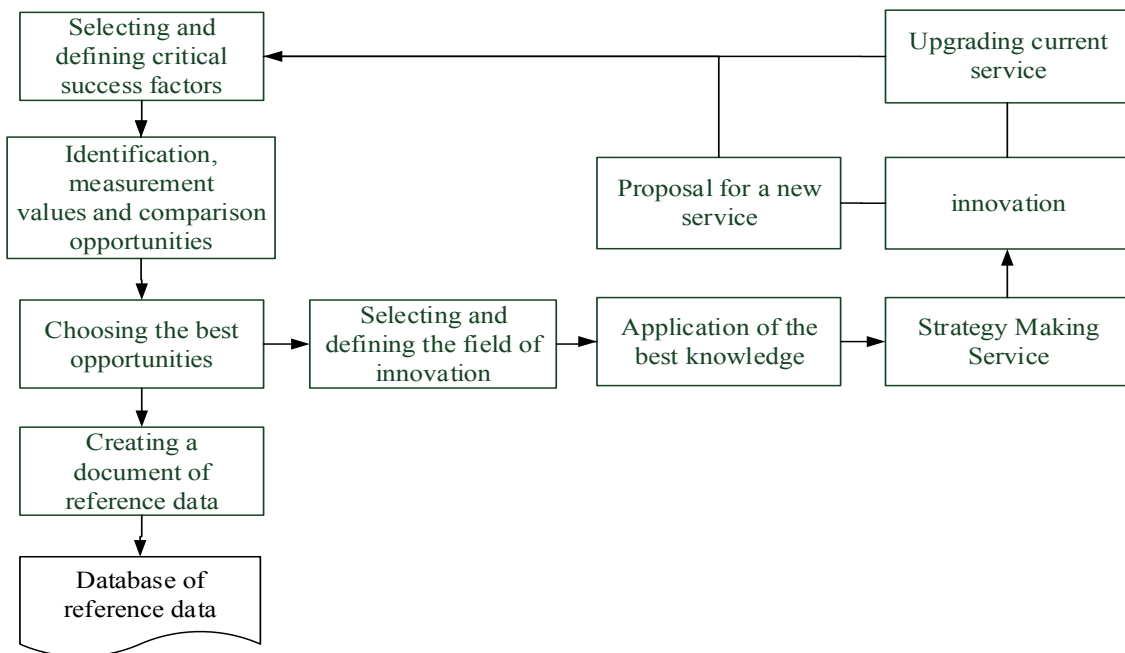 Selecting and
defining critical
success factors
Upgrading current
service
Identification,
measurement
values and comparison
opportunities
Proposal for a new
service
innovation
Choosing the best
opportunities
Selecting and
defining the field of
innovation
Application of the
best knowledge
Strategy Making
Service
Creating a
document of
reference data
Database of
reference data